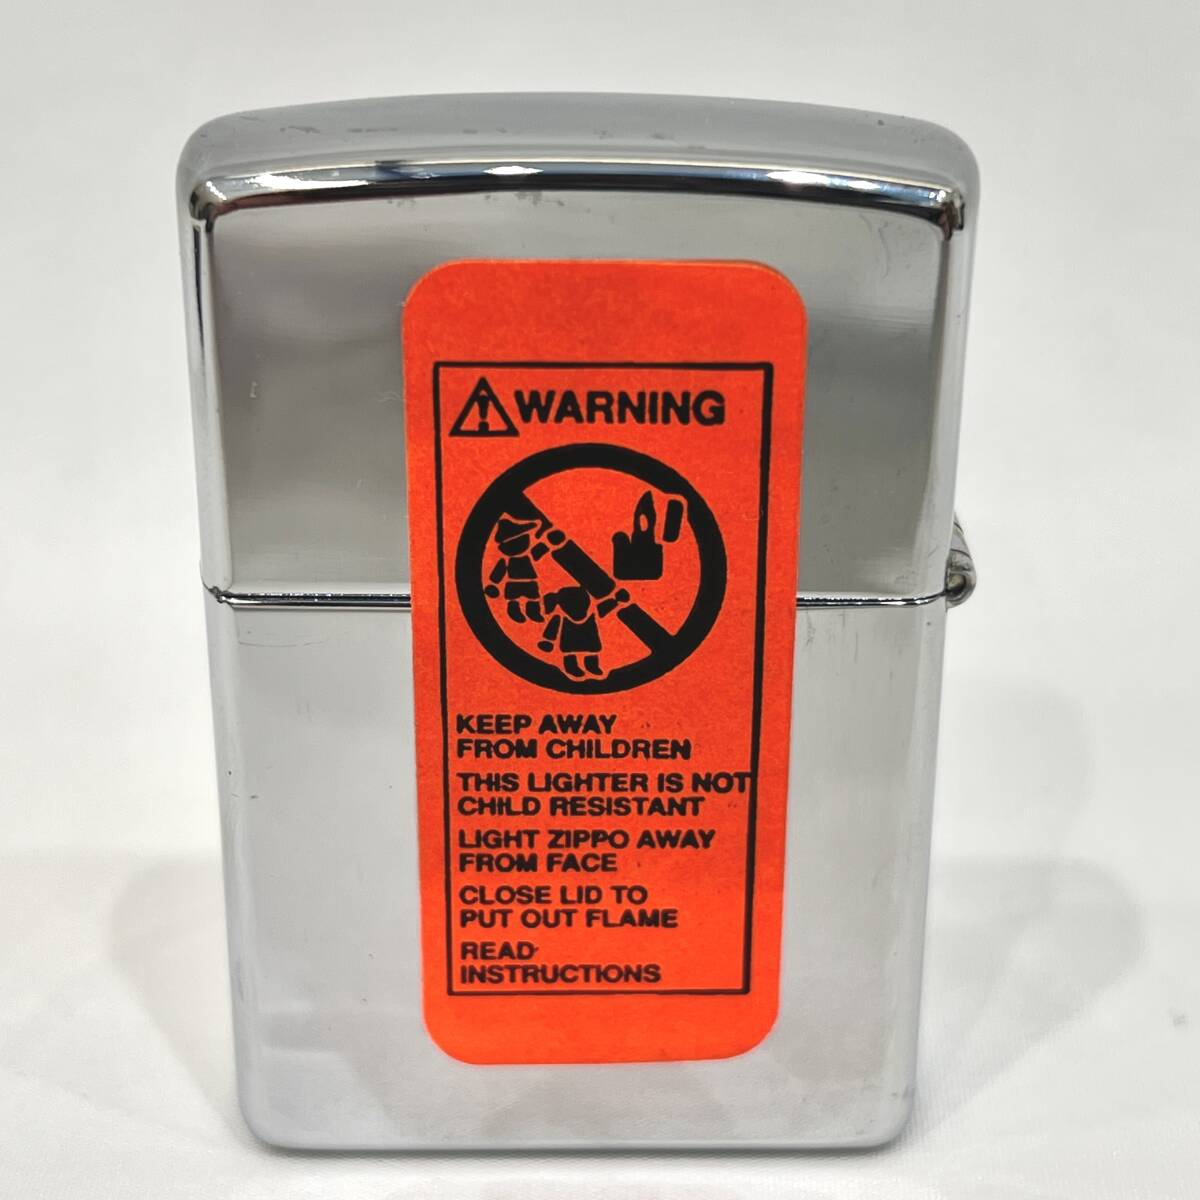 WARNING
KEEP AWAY
FROM CHILDREN
THIS LIGHTER IS NOT
CHILD RESISTANT
LIGHT ZIPPO AWAY
FROM FACE
CLOSE LID TO
PUT OUT FLAME
READ
INSTRUCTIONS